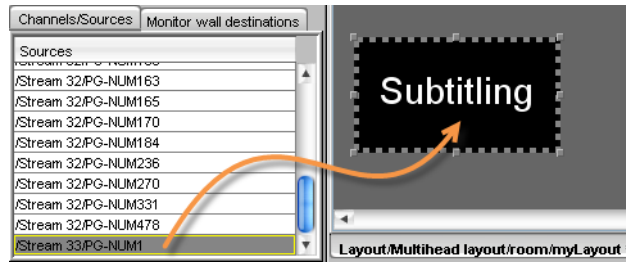 Channels/Sources
Monitor wall destinations
Sources
/Stream 32/PG-NUM163
/Stream 32/PG-NUM165
/Stream 32/PG-NUM170
/Stream 32/PG-NUM184
/Stream 32/PG-NUM236
/Stream 32/PG-NUM270
/Stream 32/PG-NUM331
/Stream 32/PG-NUM478
/Stream 33/PG-NUM1
Subtitling
Layout/Multihead layout/room/myLayout